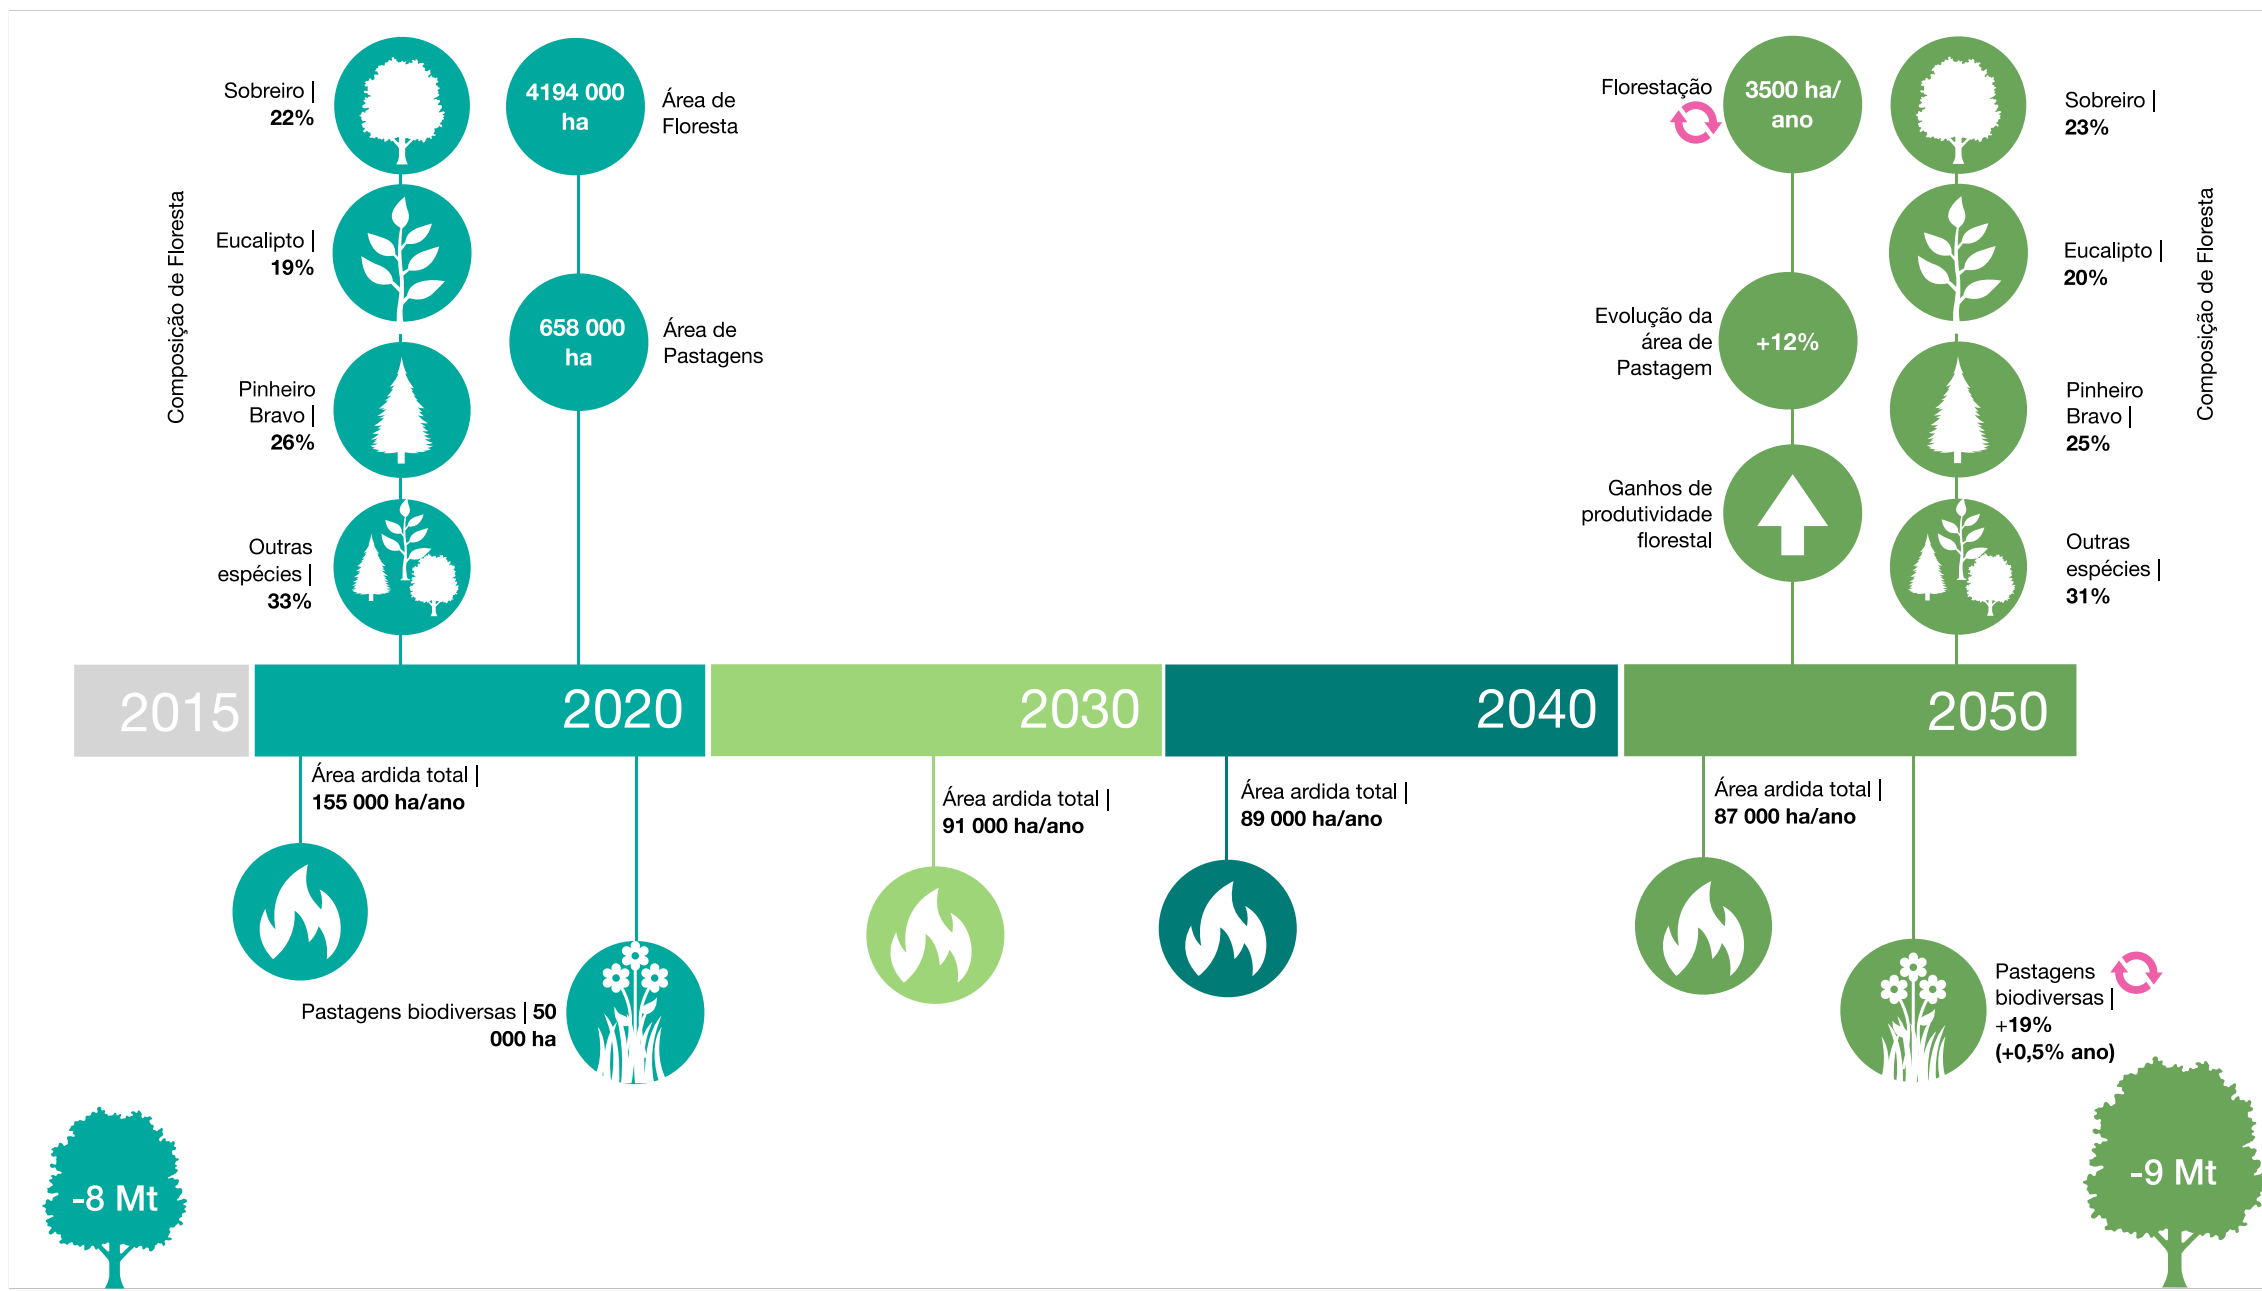 Sobreiro |
22%
4194 000
ha
Área de
Floresta
Composição de Floresta
Eucalipto |
19%
658 000
ha
Área de
Pastagens
Pinheiro
Bravo |
26%
Outras
espécies |
33%
Florestação
3500 ha/
ano
Sobreiro |
23%
Evolução da
área de
Pastagem
+12%
Eucalipto |
20%
Composição de Floresta
Ganhos de
produtividade
florestal
Pinheiro
Bravo |
25%
Outras
espécies |
31%
2015
2020
2030
2040
2050
Área ardida total |
155 000 ha/ano
Área ardida total |
91 000 ha/ano
Área ardida total |
89 000 ha/ano
Área ardida total |
87 000 ha/ano
Pastagens biodiversas | 50
000 ha
Pastagens
biodiversas |
+19%
(+0,5% ano)
-8 Mt
-9 Mt